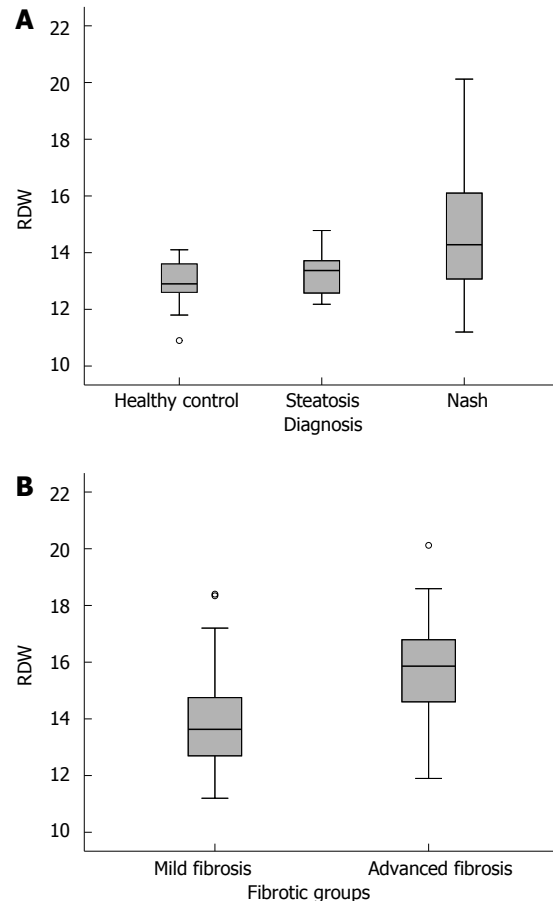 A
22
20
18
16
14
12
10
RDW
Healthy control
Steatosis
Nash
Diagnosis
B
22
20
18
16
14
12
10
RDW
Mild fibrosis
Advanced fibrosis
Fibrotic groups